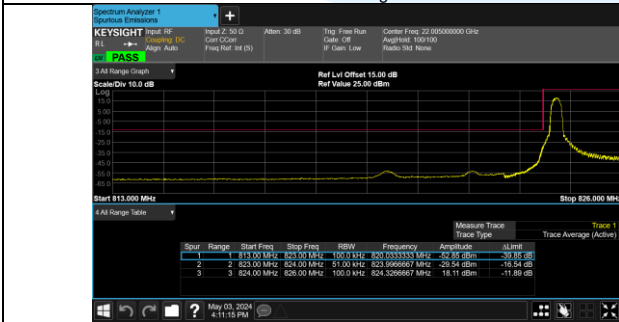 Spectrum Analyzer 1
Spurious Emissions
+
KEYSIGHT Input: RF Input Z: 50 Ω Atten: 30 dB Trig: Free Run Center Freq: 22.005000000 GHz
RL Coupling: DC Corr CCorr Gate: Off Avg|Hold: 100/100
Align: Auto Freq Ref: Int (S) IF Gain: Low Radio Std: None
PASS
3 All Range Graph Ref Lvl Offset 15.00 dB
Scale/Div 10.0 dB Ref Value 25.00 dBm
Log
15.0
5.00
-5.00
-15.0
-25.0
-35.0
-45.0
-55.0
-65.0
Start 813.000 MHz Stop 826.000 MHz
4 All Range Table
Measure Trace Trace 1
Trace Type Trace Average (Active)
Spur Range Start Freq Stop Freq RBW Frequency Amplitude ΔLimit
1 1 813.00 MHz 823.00 MHz 100.0 kHz 820.0333333 MHz -52.85 dBm -39.85 dB
2 2 823.00 MHz 824.00 MHz 51.00 kHz 823.9966667 MHz -29.54 dBm -16.54 dB
3 3 824.00 MHz 826.00 MHz 100.0 kHz 824.3266667 MHz 18.11 dBm -11.89 dB
? May 03, 2024
4:11:15 PM